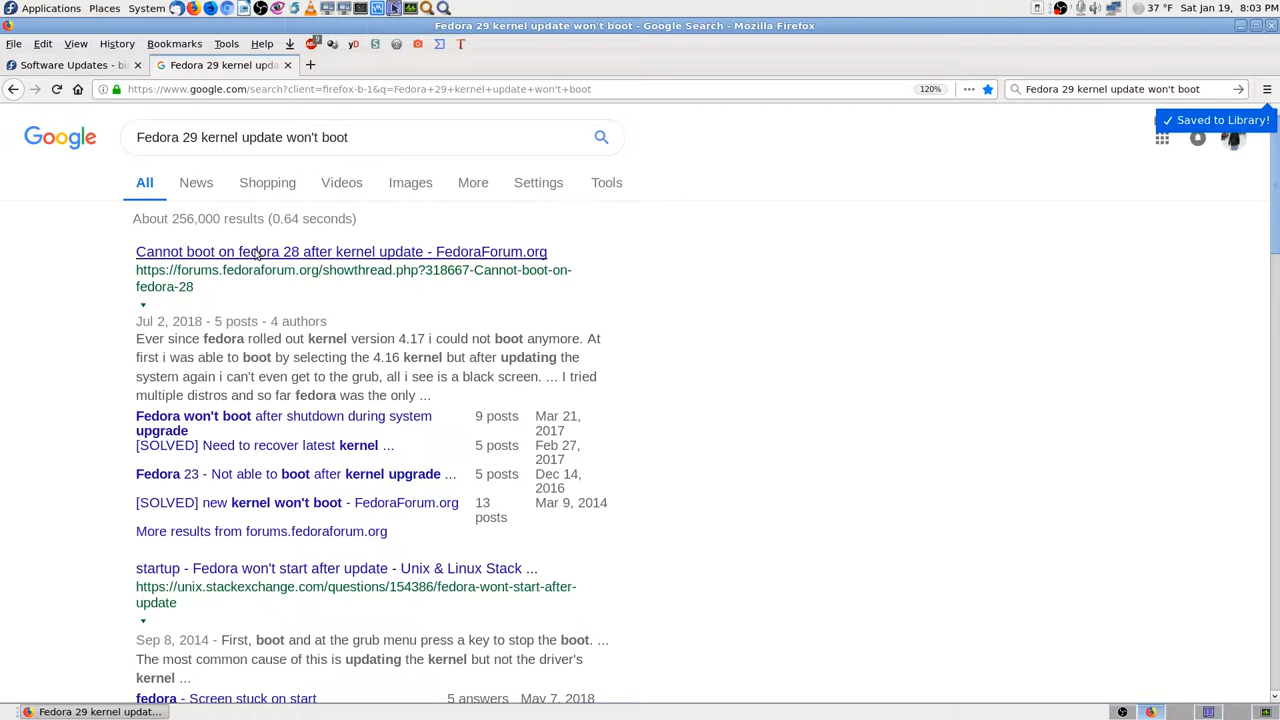 Applications Places System 37 °F Sat Jan 19, 8:03 PM
Fedora 29 kernel update won't boot - Google Search - Mozilla Firefox
File Edit View History Bookmarks Tools Help 9 yD S T
Software Updates - bi × G Fedora 29 kernel upda × +
https://www.google.com/search?client=firefox-b-1&q=Fedora+29+kernel+update+won't+boot 120% Fedora 29 kernel update won't boot
✓ Saved to Library!
Google Fedora 29 kernel update won't boot
All News Shopping Videos Images More Settings Tools
About 256,000 results (0.64 seconds)
Cannot boot on fedora 28 after kernel update - FedoraForum.org
https://forums.fedoraforum.org/showthread.php?318667-Cannot-boot-on-
fedora-28
Jul 2, 2018 - 5 posts - 4 authors
Ever since fedora rolled out kernel version 4.17 i could not boot anymore. At
first i was able to boot by selecting the 4.16 kernel but after updating the
system again i can't even get to the grub, all i see is a black screen. ... I tried
multiple distros and so far fedora was the only ...
Fedora won't boot after shutdown during system 9 posts Mar 21,
upgrade 2017
[SOLVED] Need to recover latest kernel ... 5 posts Feb 27,
2017
Fedora 23 - Not able to boot after kernel upgrade ... 5 posts Dec 14,
2016
[SOLVED] new kernel won't boot - FedoraForum.org 13 Mar 9, 2014
posts
More results from forums.fedoraforum.org
startup - Fedora won't start after update - Unix & Linux Stack ...
https://unix.stackexchange.com/questions/154386/fedora-wont-start-after-
update
Sep 8, 2014 - First, boot and at the grub menu press a key to stop the boot. ...
The most common cause of this is updating the kernel but not the driver's
kernel ...
fedora - Screen stuck on start 5 answers May 7, 2018
Fedora 29 kernel updat...